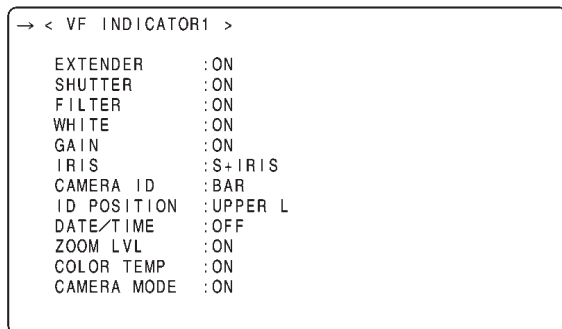 → < VF INDICATOR1 >
EXTENDER :ON
SHUTTER :ON
FILTER :ON
WHITE :ON
GAIN :ON
IRIS :S+IRIS
CAMERA ID :BAR
ID POSITION :UPPER L
DATE/TIME :OFF
ZOOM LVL :ON
COLOR TEMP :ON
CAMERA MODE :ON